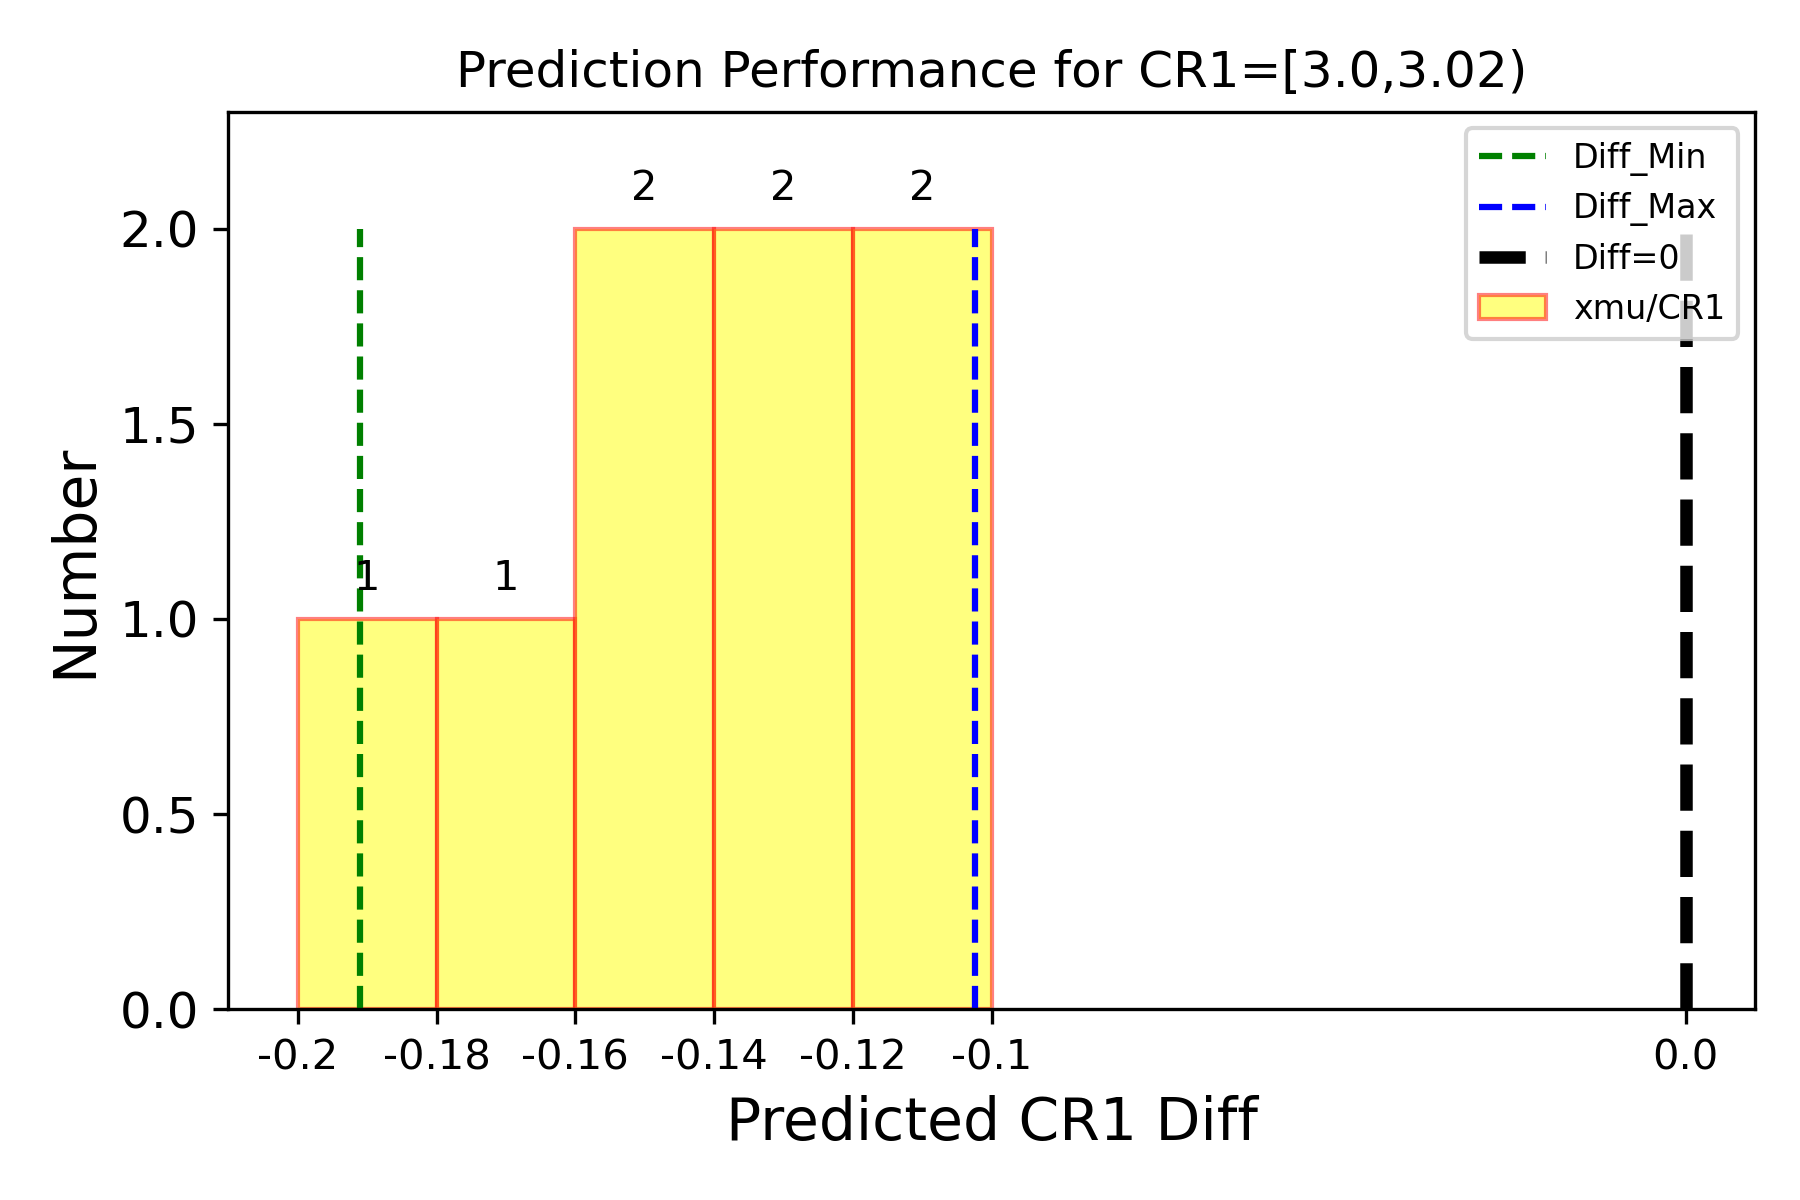 Prediction Performance for CR1=[3.0,3.02)
Diff_Min
Diff_Max
Diff=0
xmu/CR1
2 2 2
1 1
Number
2.0
1.5
1.0
0.5
0.0
-0.2 -0.18 -0.16 -0.14 -0.12 -0.1 0.0
Predicted CR1 Diff